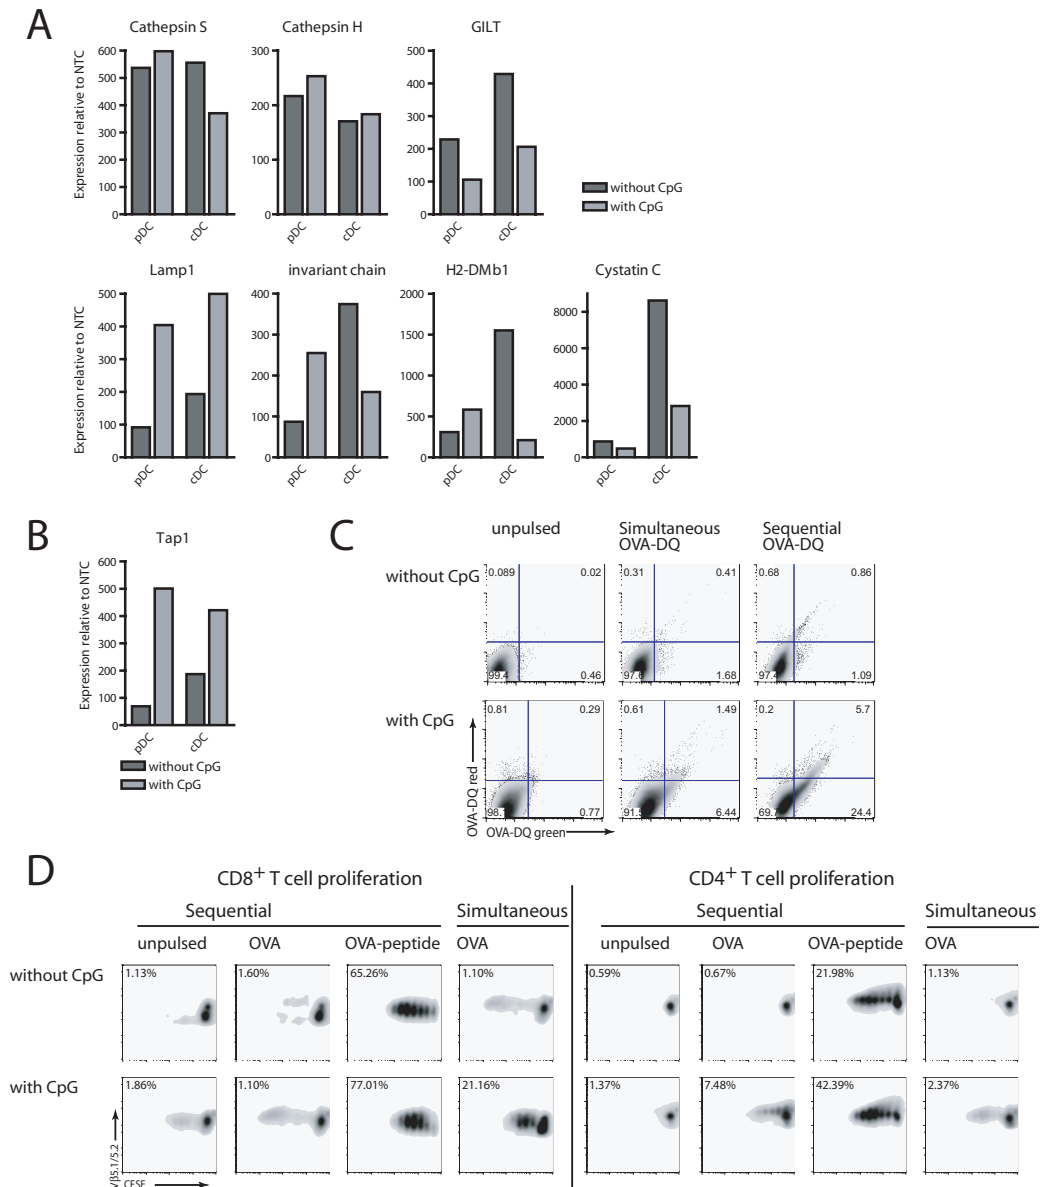 A
Cathepsin S
Cathepsin H
GILT
Expression relative to NTC
600
500
400
300
200
100
0
pDC
cDC
300
200
100
0
pDC
cDC
500
400
300
200
100
0
pDC
cDC
without CpG
with CpG
Lamp1
invariant chain
H2-DMb1
Cystatin C
Expression relative to NTC
500
400
300
200
100
0
pDC
cDC
400
300
200
100
0
pDC
cDC
2000
1500
1000
500
0
pDC
cDC
8000
6000
4000
2000
0
pDC
cDC
B
Tap1
Expression relative to NTC
600
500
400
300
200
100
0
pDC
cDC
without CpG
with CpG
C
unpulsed
Simultaneous
OVA-DQ
Sequential
OVA-DQ
without CpG
0.089 0.02
99.4 0.46
0.31 0.41
1.68
0.68 0.86
1.09
with CpG
0.81 0.29
0.77
0.61 1.49
6.44
0.2 5.7
24.4
OVA-DQ red
OVA-DQ green
D
CD8+ T cell proliferation
CD4+ T cell proliferation
Sequential
Simultaneous
Sequential
Simultaneous
unpulsed
OVA
OVA-peptide
OVA
unpulsed
OVA
OVA-peptide
OVA
without CpG
1.13%
1.60%
65.26%
1.10%
0.59%
0.67%
21.98%
1.13%
with CpG
1.86%
1.10%
77.01%
21.16%
1.37%
7.48%
42.39%
2.37%
Vβ5.1/5.2
CFSE